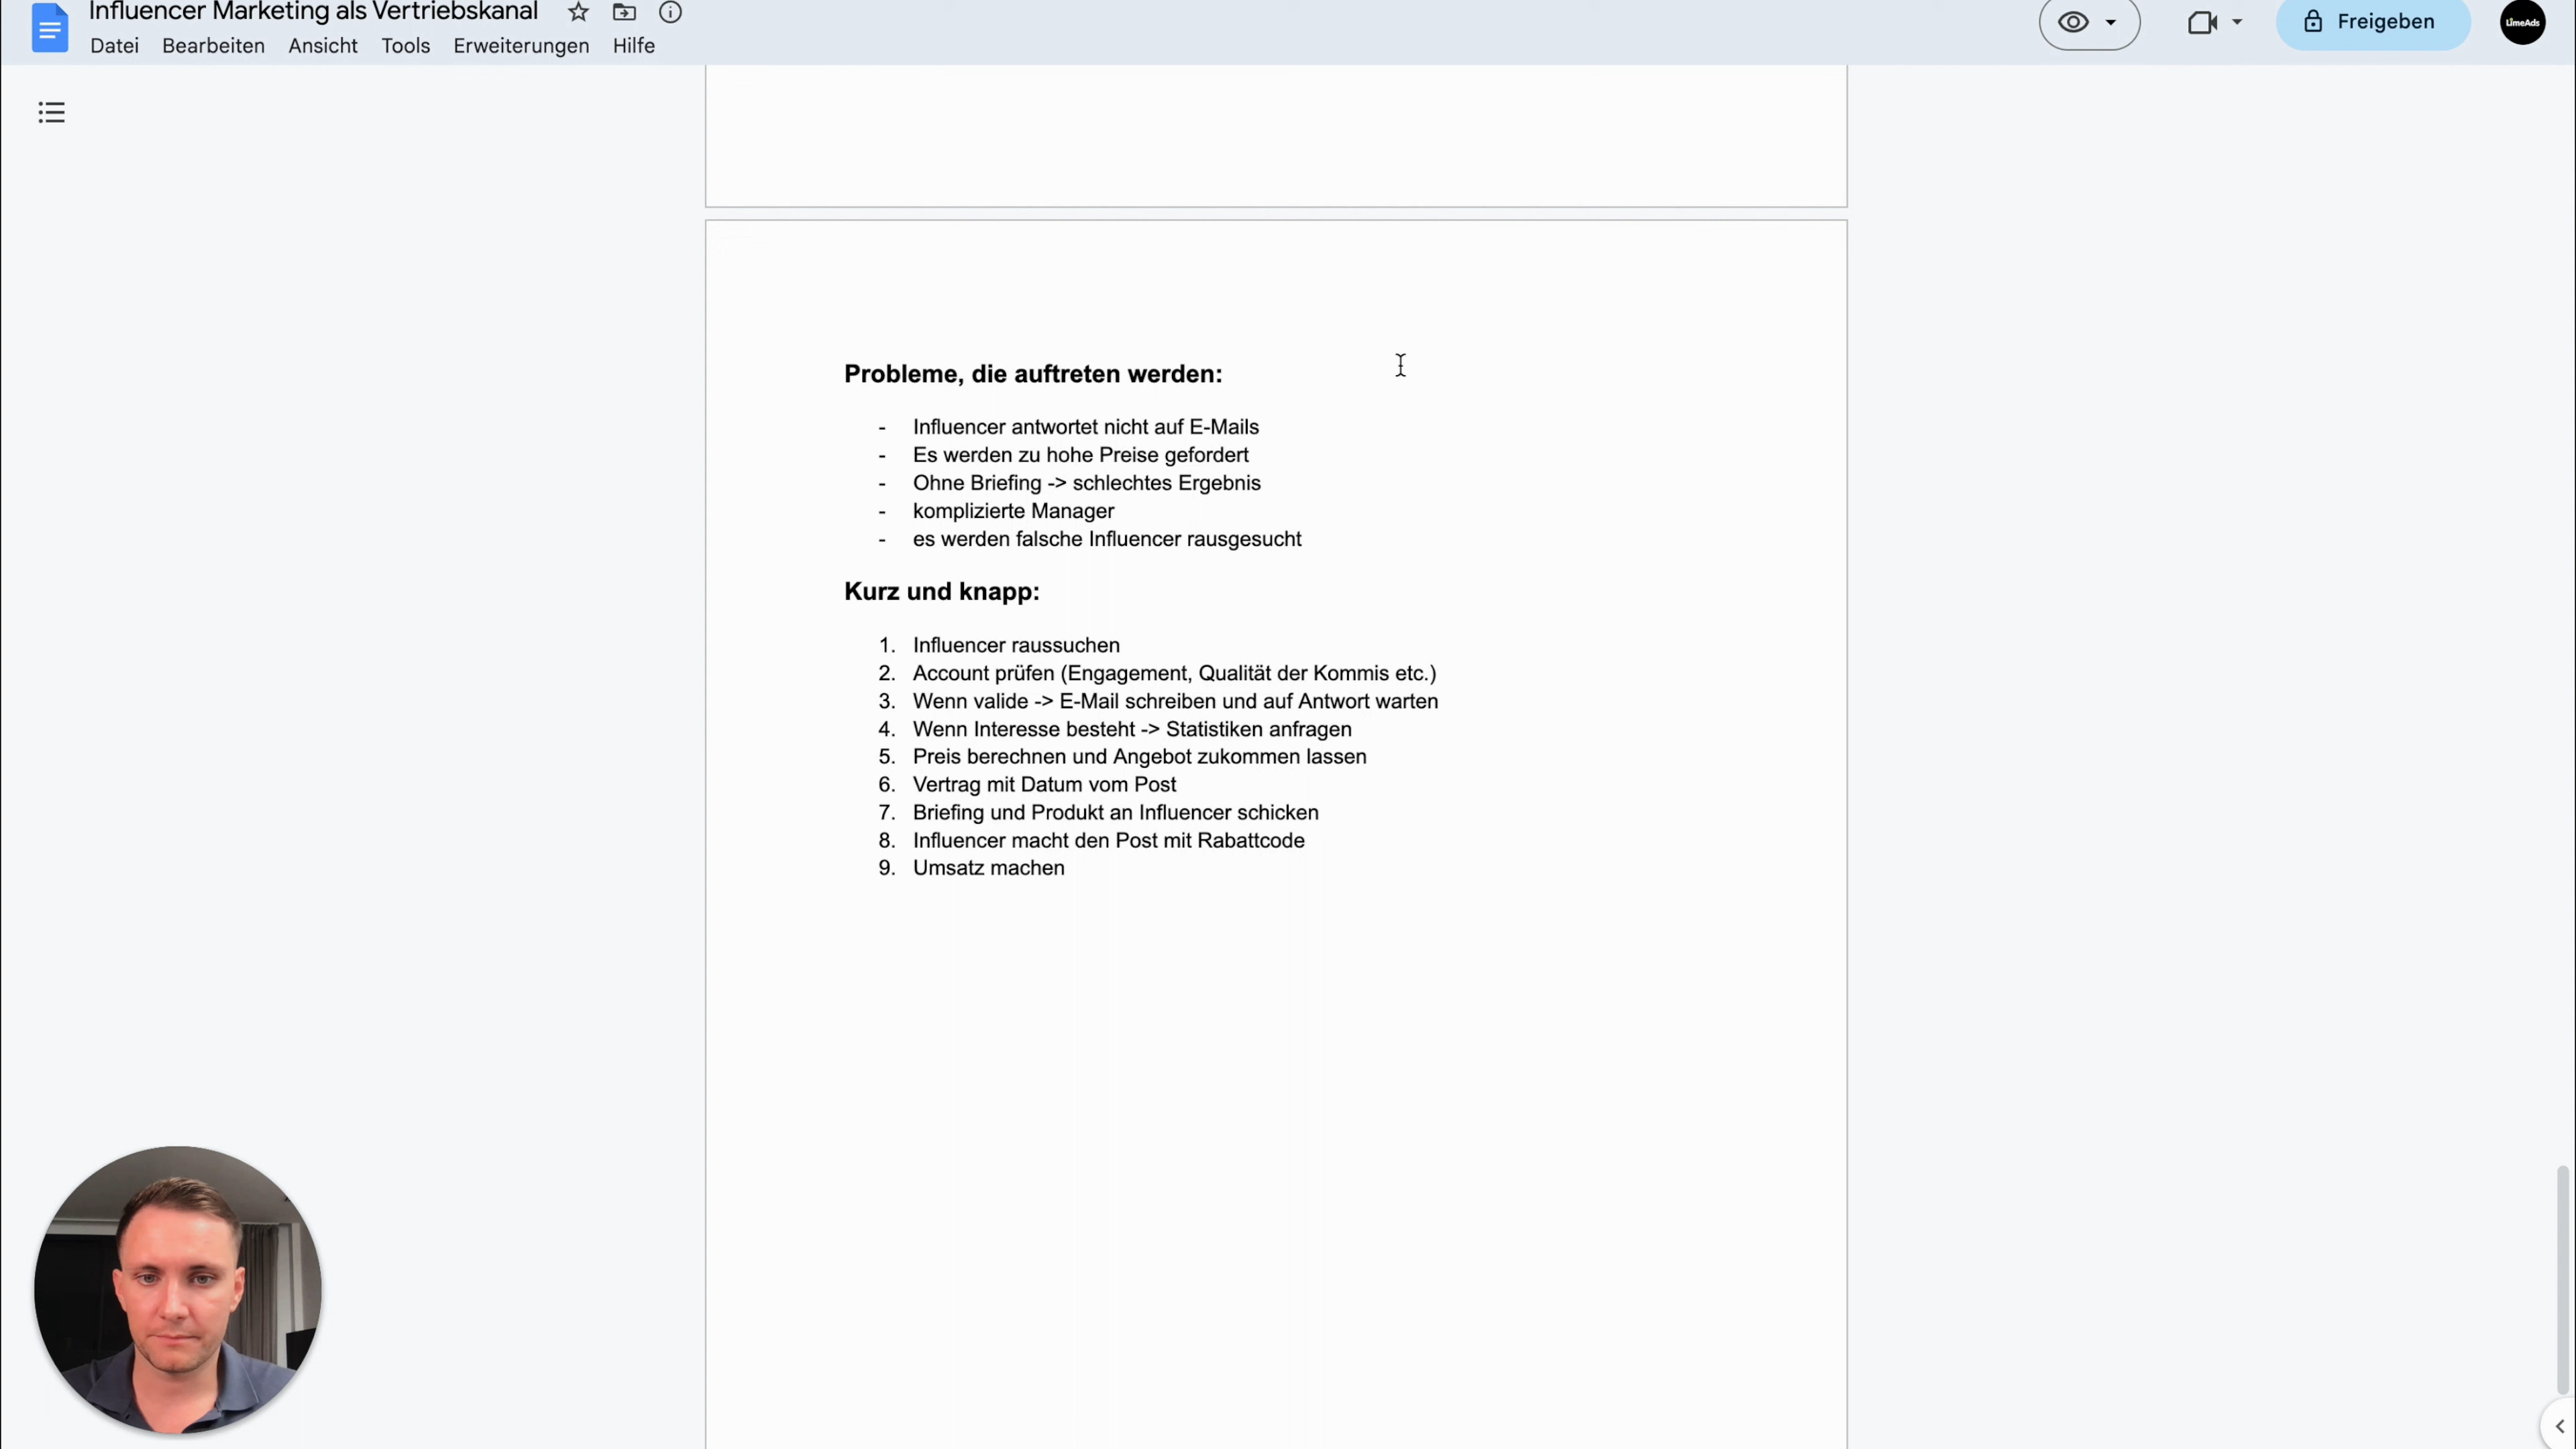 Influencer Marketing als Vertriebskanal
Datei Bearbeiten Ansicht Tools Erweiterungen Hilfe
Freigeben
LimeAds
Probleme, die auftreten werden:
- Influencer antwortet nicht auf E-Mails
- Es werden zu hohe Preise gefordert
- Ohne Briefing -> schlechtes Ergebnis
- komplizierte Manager
- es werden falsche Influencer rausgesucht
Kurz und knapp:
1. Influencer raussuchen
2. Account prüfen (Engagement, Qualität der Kommis etc.)
3. Wenn valide -> E-Mail schreiben und auf Antwort warten
4. Wenn Interesse besteht -> Statistiken anfragen
5. Preis berechnen und Angebot zukommen lassen
6. Vertrag mit Datum vom Post
7. Briefing und Produkt an Influencer schicken
8. Influencer macht den Post mit Rabattcode
9. Umsatz machen